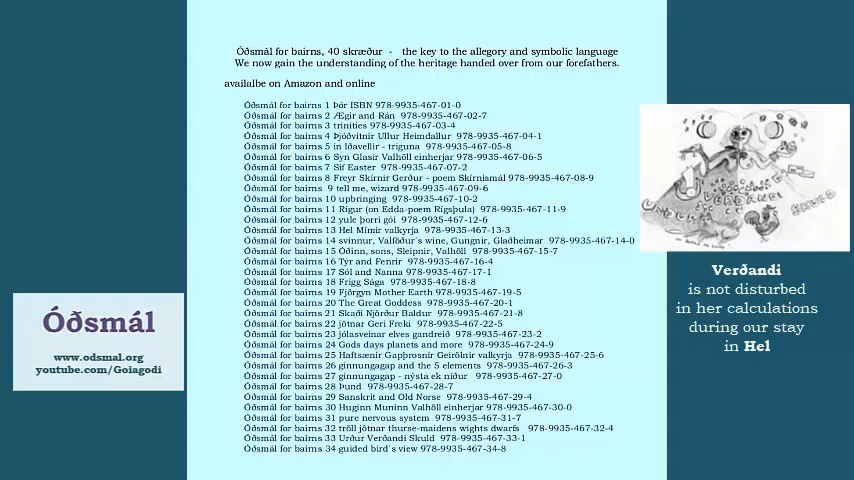 Óðsmál for bairns, 40 skræður - the key to the allegory and symbolic language
We now gain the understanding of the heritage handed over from our forefathers.
availalbe on Amazon and online
Óðsmál for bairns 1 Þór ISBN 978-9935-467-01-0
Óðsmál for bairns 2 Ægir and Rán 978-9935-467-02-7
Óðsmál for bairns 3 trinities 978-9935-467-03-4
Óðsmál for bairns 4 Þjóðvitnir Ullur Heimdallur 978-9935-467-04-1
Óðsmál for bairns 5 in Iðavellir - triguna 978-9935-467-05-8
Óðsmál for bairns 6 Syn Glasir Valhöll einherjar 978-9935-467-06-5
Óðsmál for bairns 7 Sif Easter 978-9935-467-07-2
Óðsmál for bairns 8 Freyr Skírnir Gerður - poem Skírnismál 978-9935-467-08-9
Óðsmál for bairns 9 tell me, wizard 978-9935-467-09-6
Óðsmál for bairns 10 upbringing 978-9935-467-10-2
Óðsmál for bairns 11 Rígur (on Edda-poem Rígsþula) 978-9935-467-11-9
Óðsmál for bairns 12 yule þorri gói 978-9935-467-12-6
Óðsmál for bairns 13 Hel Mímir valkyrja 978-9935-467-13-3
Óðsmál for bairns 14 svinnur, Valföður's wine, Gungnir, Glaðheimar 978-9935-467-14-0
Óðsmál for bairns 15 Óðinn, sons, Sleipnir, Valhöll 978-9935-467-15-7
Óðsmál for bairns 16 Týr and Fenrir 978-9935-467-16-4
Óðsmál for bairns 17 Sól and Nanna 978-9935-467-17-1
Óðsmál for bairns 18 Frigg Sága 978-9935-467-18-8
Óðsmál for bairns 19 Fjörgyn Mother Earth 978-9935-467-19-5
Óðsmál for bairns 20 The Great Goddess 978-9935-467-20-1
Óðsmál for bairns 21 Skaði Njörður Baldur 978-9935-467-21-8
Óðsmál for bairns 22 jötnar Geri Freki 978-9935-467-22-5
Óðsmál for bairns 23 jólasveinar elves gandreið 978-9935-467-23-2
Óðsmál for bairns 24 Gods days planets and more 978-9935-467-24-9
Óðsmál for bairns 25 Haftsænir Gapþrosnir Geirölnir valkyrja 978-9935-467-25-6
Óðsmál for bairns 26 ginnungagap and the 5 elements 978-9935-467-26-3
Óðsmál for bairns 27 ginnungagap - nýsta ek niður 978-9935-467-27-0
Óðsmál for bairns 28 Þund 978-9935-467-28-7
Óðsmál for bairns 29 Sanskrit and Old Norse 978-9935-467-29-4
Óðsmál for bairns 30 Huginn Muninn Valhöll einherjar 978-9935-467-30-0
Óðsmál for bairns 31 pure nervous system 978-9935-467-31-7
Óðsmál for bairns 32 tröll jötnar thurse-maidens wights dwarfs 978-9935-467-32-4
Óðsmál for bairns 33 Urður Verðandi Skuld 978-9935-467-33-1
Óðsmál for bairns 34 guided bird's view 978-9935-467-34-8
Óðsmál
www.odsmal.org
youtube.com/Goiagodi
VERÐANDI
SKULD
Verðandi
is not disturbed
in her calculations
during our stay
in Hel